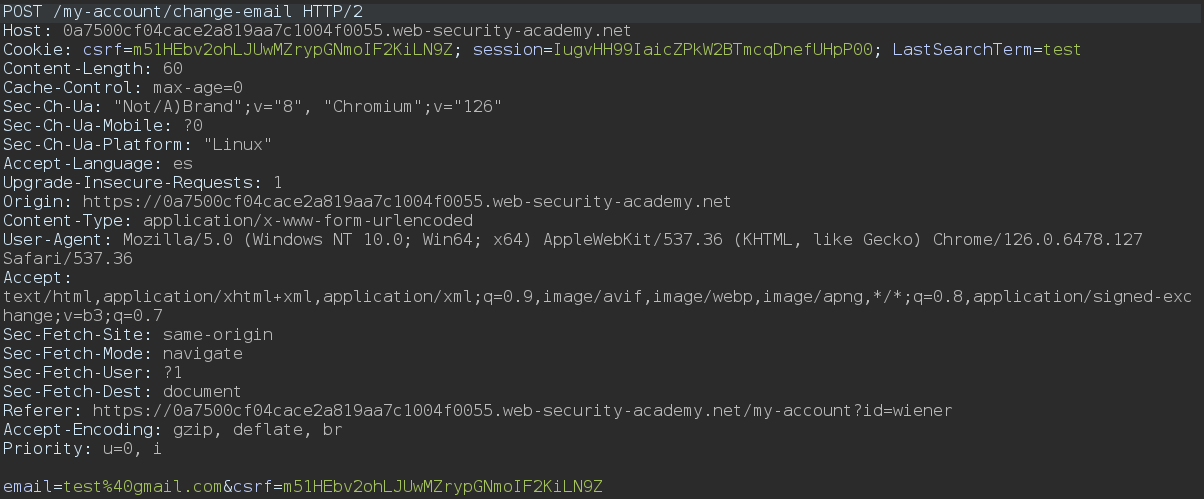 POST /my-account/change-email HTTP/2
Host: 0a7500cf04cace2a819aa7c1004f0055.web-security-academy.net
Cookie: csrf=m51HEbv2ohLJUwMZrypGNmoIF2KiLN9Z; session=IugvHH99IaicZPkW2BTmcqDnefUHpP00; LastSearchTerm=test
Content-Length: 60
Cache-Control: max-age=0
Sec-Ch-Ua: "Not/A)Brand";v="8", "Chromium";v="126"
Sec-Ch-Ua-Mobile: ?0
Sec-Ch-Ua-Platform: "Linux"
Accept-Language: es
Upgrade-Insecure-Requests: 1
Origin: https://0a7500cf04cace2a819aa7c1004f0055.web-security-academy.net
Content-Type: application/x-www-form-urlencoded
User-Agent: Mozilla/5.0 (Windows NT 10.0; Win64; x64) AppleWebKit/537.36 (KHTML, like Gecko) Chrome/126.0.6478.127
Safari/537.36
Accept:
text/html,application/xhtml+xml,application/xml;q=0.9,image/avif,image/webp,image/apng,*/*;q=0.8,application/signed-exc
hange;v=b3;q=0.7
Sec-Fetch-Site: same-origin
Sec-Fetch-Mode: navigate
Sec-Fetch-User: ?1
Sec-Fetch-Dest: document
Referer: https://0a7500cf04cace2a819aa7c1004f0055.web-security-academy.net/my-account?id=wiener
Accept-Encoding: gzip, deflate, br
Priority: u=0, i
email=test%40gmail.com&csrf=m51HEbv2ohLJUwMZrypGNmoIF2KiLN9Z